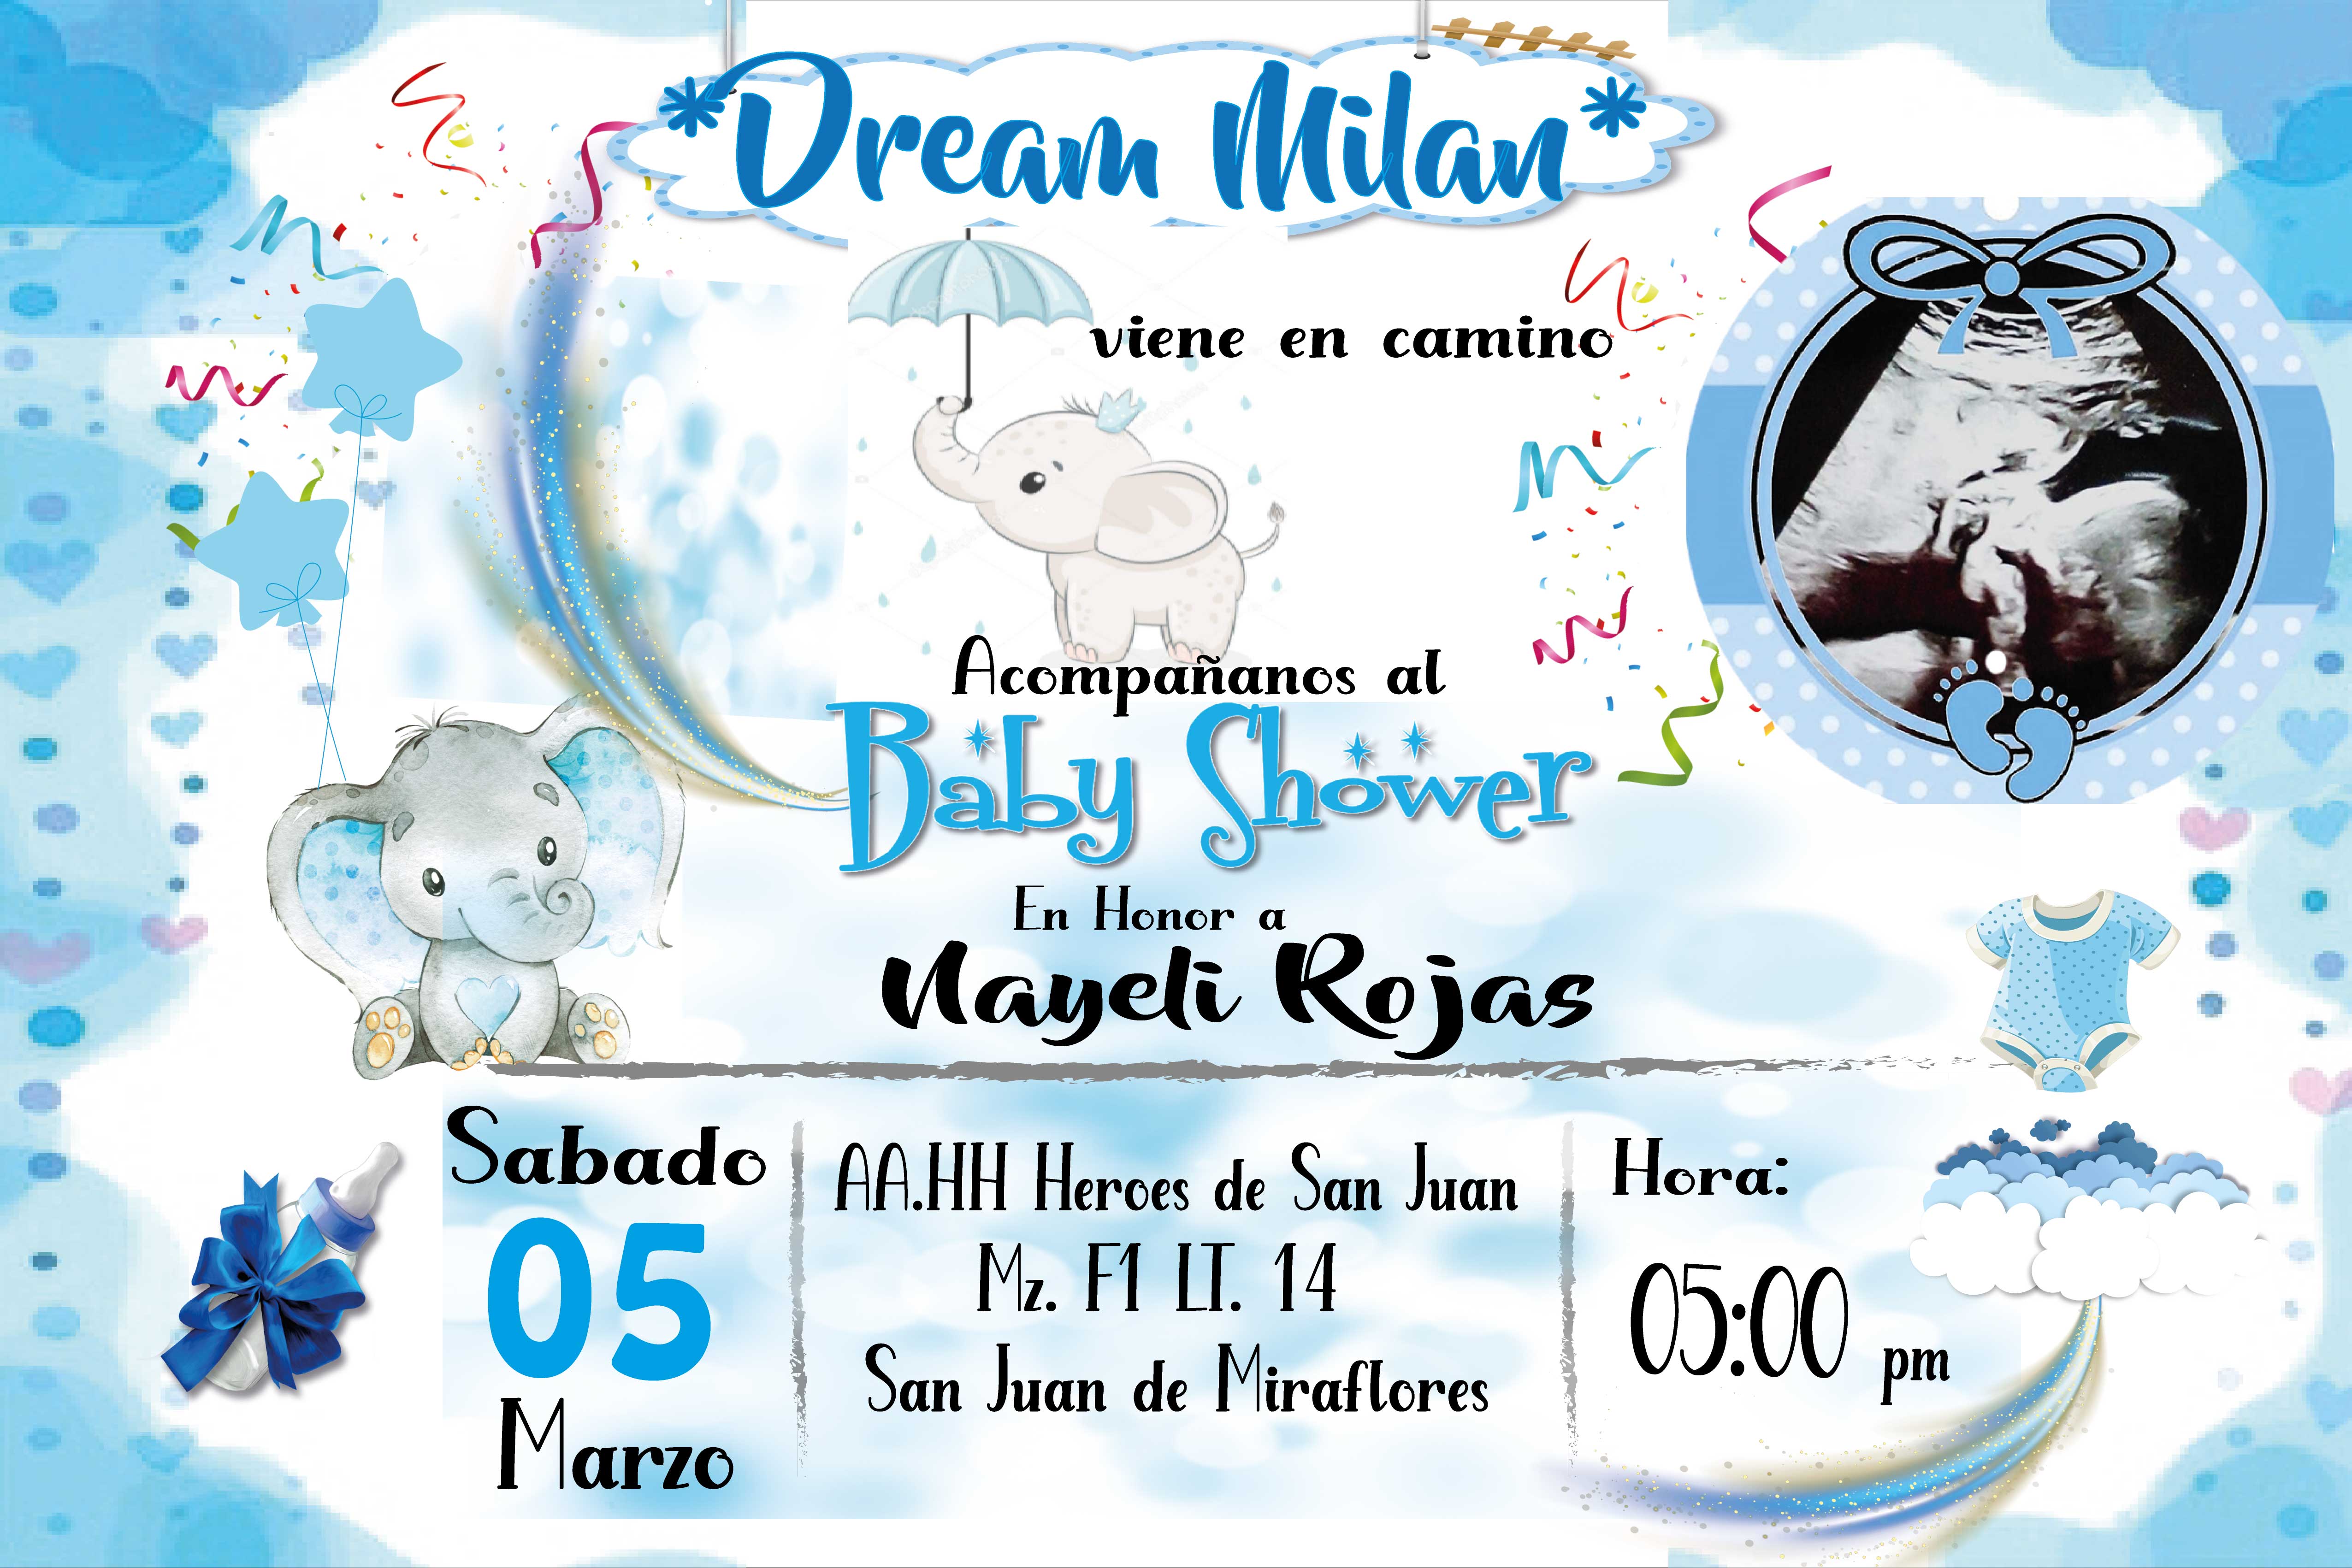 *Dream Milan*
viene en camino
Acompañanos al
Baby Shower
En Honor a
Nayeli Rojas
Sabado
05
Marzo
AA.HH Heroes de San Juan
Mz. F1 LT. 14
San Juan de Miraflores
Hora:
05:00 pm